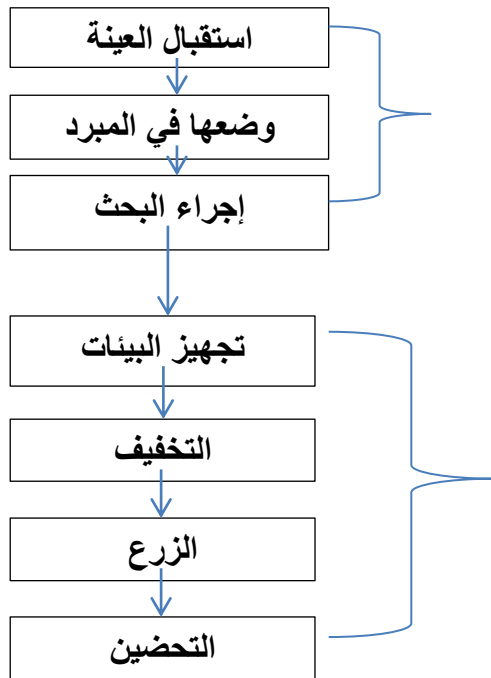 استقبال العينة
وضعها في المبرد
إجراء البحث
تجهيز البيئات
التخفيف
الزرع
التحضين